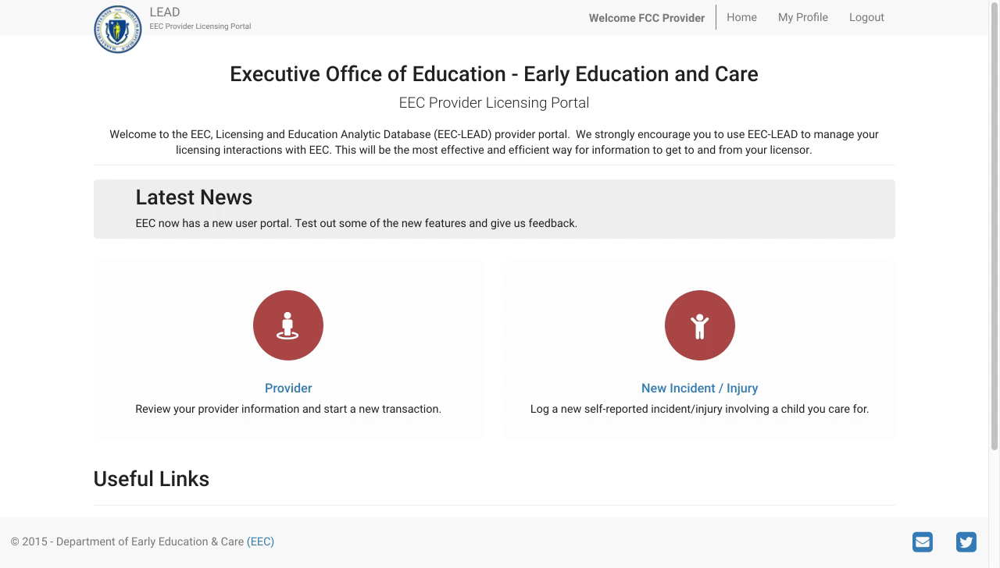 LEAD
EEC Provider Licensing Portal
Welcome FCC Provider
Home
My Profile
Logout
Executive Office of Education - Early Education and Care
EEC Provider Licensing Portal
Welcome to the EEC, Licensing and Education Analytic Database (EEC-LEAD) provider portal.  We strongly encourage you to use EEC-LEAD to manage your
licensing interactions with EEC. This will be the most effective and efficient way for information to get to and from your licensor.
Latest News
EEC now has a new user portal. Test out some of the new features and give us feedback.
Provider
Review your provider information and start a new transaction.
New Incident / Injury
Log a new self-reported incident/injury involving a child you care for.
Useful Links
© 2015 - Department of Early Education & Care (EEC)